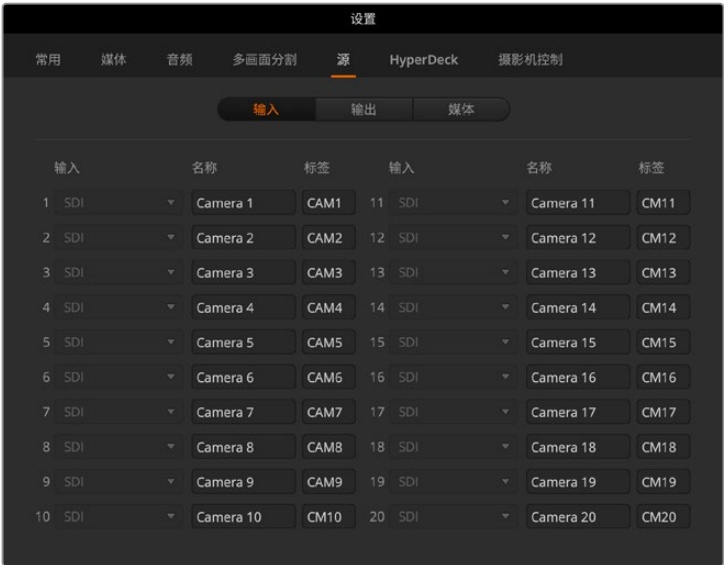 设置
常用 媒体 音频 多画面分割 源 HyperDeck 摄影机控制
输入 输出 媒体
输入 名称 标签 输入 名称 标签
1 SDI Camera 1 CAM1 11 SDI Camera 11 CM11
2 SDI Camera 2 CAM2 12 SDI Camera 12 CM12
3 SDI Camera 3 CAM3 13 SDI Camera 13 CM13
4 SDI Camera 4 CAM4 14 SDI Camera 14 CM14
5 SDI Camera 5 CAM5 15 SDI Camera 15 CM15
6 SDI Camera 6 CAM6 16 SDI Camera 16 CM16
7 SDI Camera 7 CAM7 17 SDI Camera 17 CM17
8 SDI Camera 8 CAM8 18 SDI Camera 18 CM18
9 SDI Camera 9 CAM9 19 SDI Camera 19 CM19
10 SDI Camera 10 CM10 20 SDI Camera 20 CM20